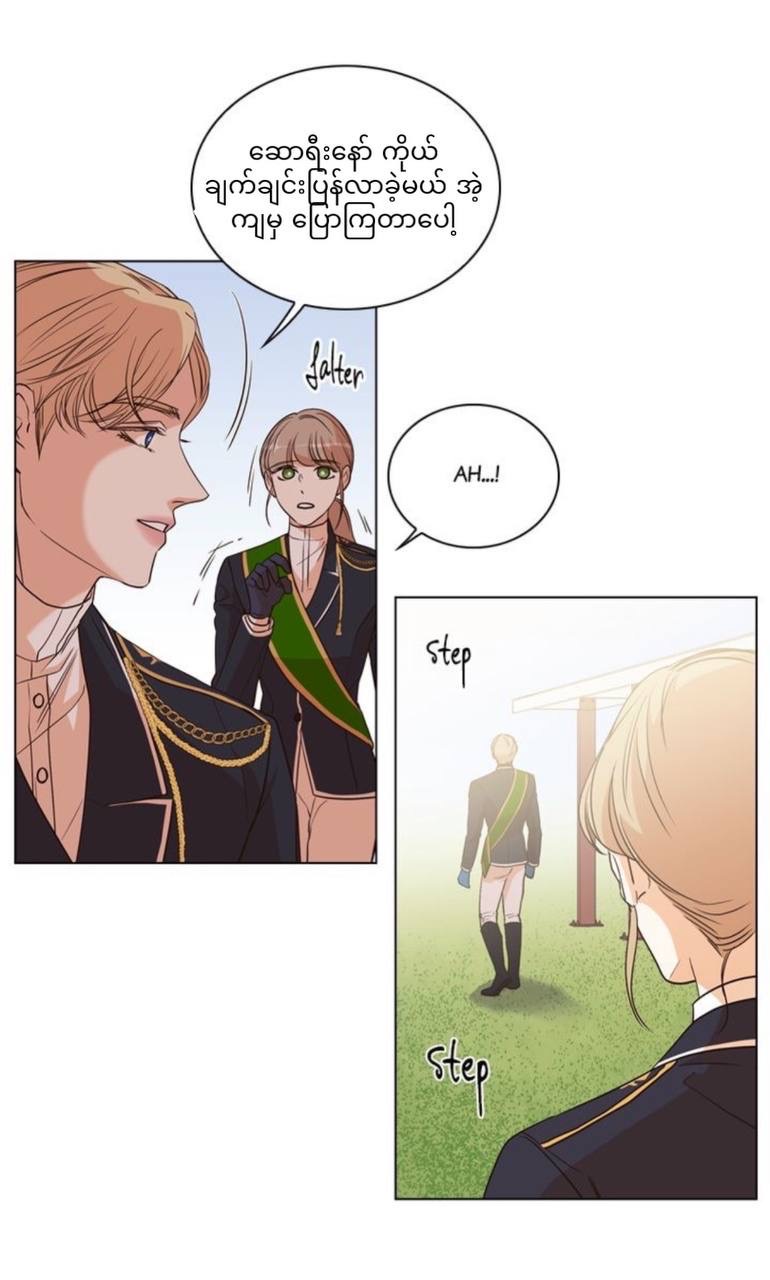 ဆောရီးနော် ကိုယ်
ချက်ချင်းပြန်လာခဲ့မယ် အဲ့
ကျမှ ပြောကြတာပေါ့
falter
AH...!
Step
Step